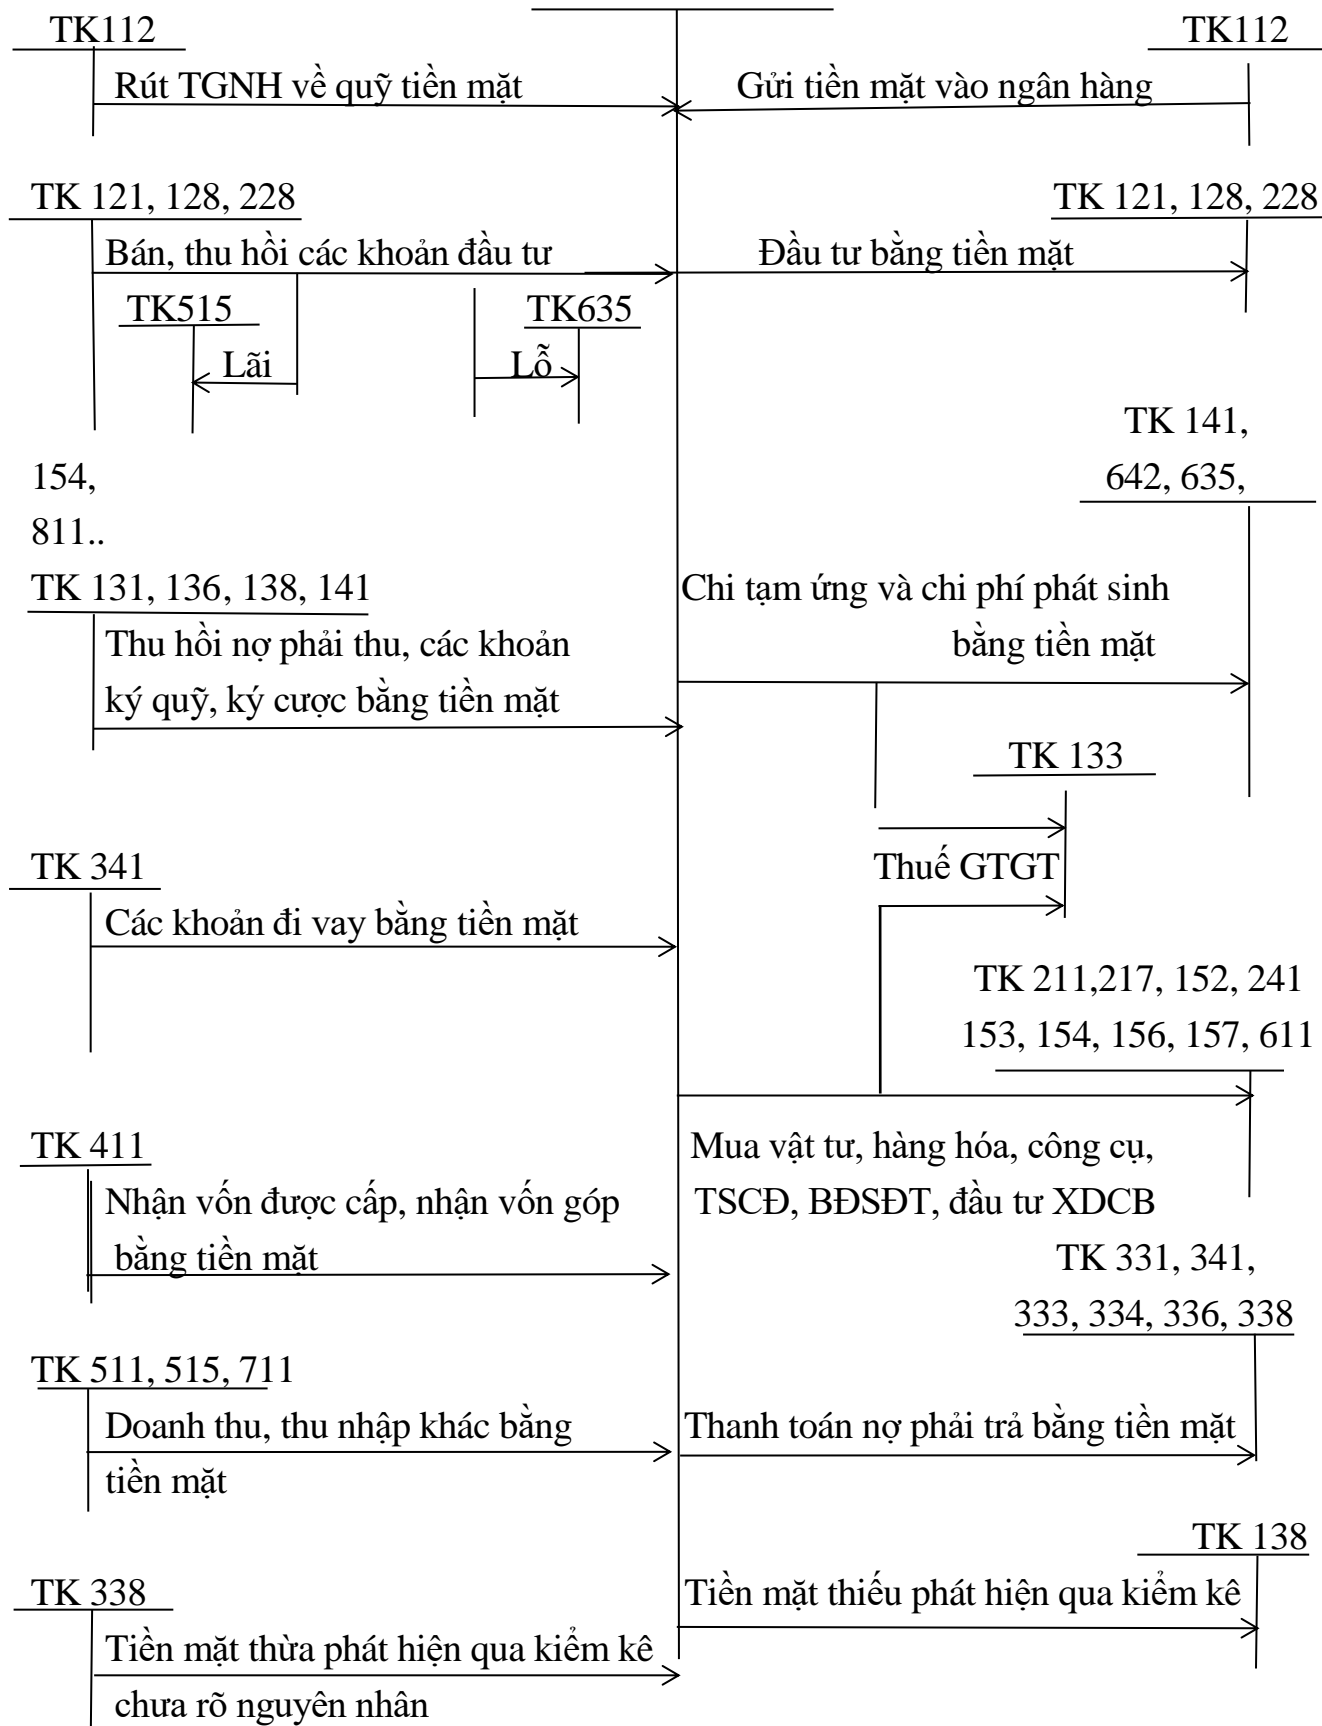 TK112
TK112
Rút TGNH về quỹ tiền mặt
Gửi tiền mặt vào ngân hàng
TK 121, 128, 228
TK 121, 128, 228
Bán, thu hồi các khoản đầu tư
Đầu tư bằng tiền mặt
TK515
TK635
Lãi
Lỗ
TK 141,
154,
642, 635,
811..
TK 131, 136, 138, 141
Chi tạm ứng và chi phí phát sinh
Thu hồi nợ phải thu, các khoản
bằng tiền mặt
ký quỹ, ký cược bằng tiền mặt
TK 133
TK 341
Thuế GTGT
Các khoản đi vay bằng tiền mặt
TK 211,217, 152, 241
153, 154, 156, 157, 611
TK 411
Mua vật tư, hàng hóa, công cụ,
Nhận vốn được cấp, nhận vốn góp
TSCĐ, BĐSĐT, đầu tư XDCB
bằng tiền mặt
TK 331, 341,
333, 334, 336, 338
TK 511, 515, 711
Doanh thu, thu nhập khác bằng
Thanh toán nợ phải trả bằng tiền mặt
tiền mặt
TK 138
TK 338
Tiền mặt thiếu phát hiện qua kiểm kê
Tiền mặt thừa phát hiện qua kiểm kê
chưa rõ nguyên nhân